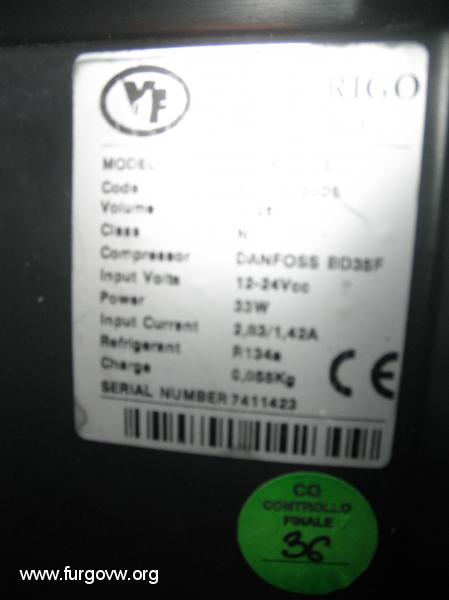 VF
RIGO
MODEL
Code
Volume
Class N
Compressor DANFOSS BD35F
Input Volts 12-24Vcc
Power 33W
Input Current 2,83/1,42A
Refrigerant R134a
Charge 0,055Kg
CE
SERIAL NUMBER 7411423
CQ
CONTROLLO
FINALE
36
www.furgovw.org